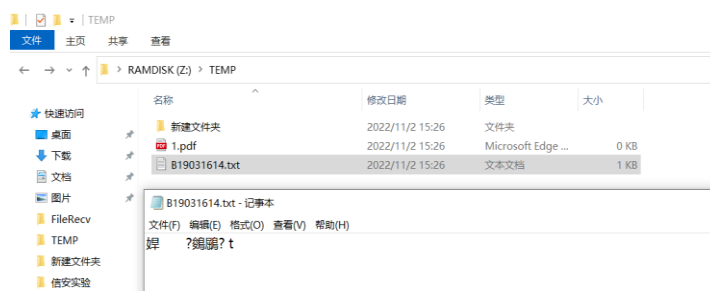 TEMP
文件 主页 共享 查看
RAMDISK (Z:) > TEMP
名称 修改日期 类型 大小
快速访问
桌面
下载
文档
图片
FileRecv
TEMP
新建文件夹
信安实验
新建文件夹 2022/11/2 15:26 文件夹
1.pdf 2022/11/2 15:26 Microsoft Edge ... 0 KB
B19031614.txt 2022/11/2 15:26 文本文档 1 KB
B19031614.txt - 记事本
文件(F) 编辑(E) 格式(O) 查看(V) 帮助(H)
t